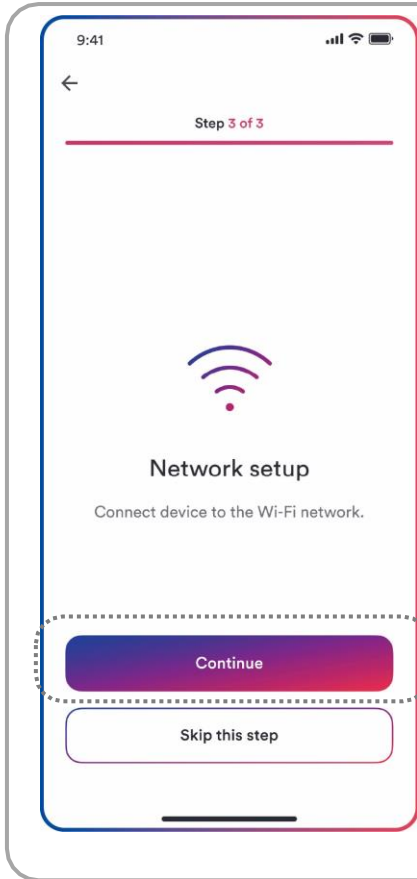 9:41
Step 3 of 3
Network setup
Connect device to the Wi-Fi network.
Continue
Skip this step